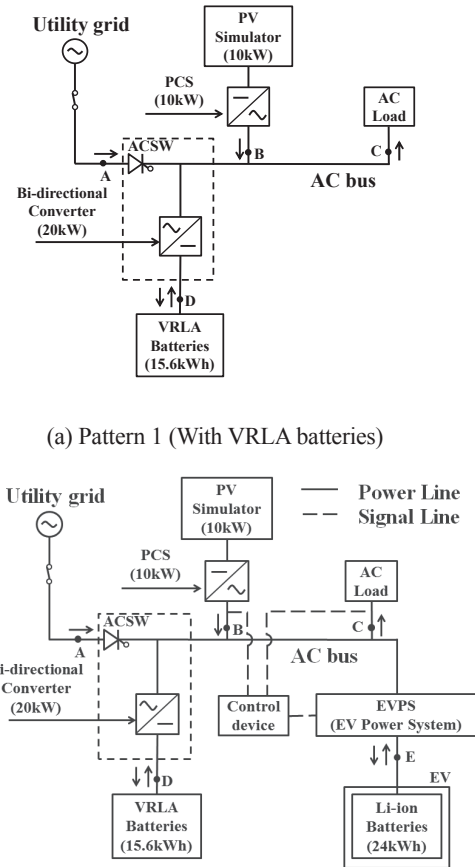 Utility grid
PV
Simulator
(10kW)
PCS
(10kW)
AC
Load
ACSW
A
B
C
AC bus
Bi-directional
Converter
(20kW)
D
VRLA
Batteries
(15.6kWh)
(a) Pattern 1 (With VRLA batteries)
Utility grid
PV
Simulator
(10kW)
Power Line
Signal Line
PCS
(10kW)
AC
Load
ACSW
A
B
C
AC bus
i-directional
Converter
(20kW)
Control
device
EVPS
(EV Power System)
D
E
EV
VRLA
Batteries
(15.6kWh)
Li-ion
Batteries
(24kWh)